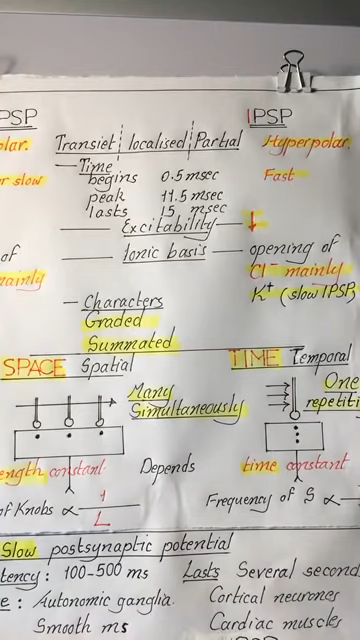 PSP IPSP
olar. Transiet localised Partial Hyperpolar.
Time
r slow begins 0.5 msec Fast
peak 11.5 msec
lasts 15 msec
Excitability ↓
of Ionic basis opening of
mainly Cl⁻ mainly
K⁺ (slow IPSP)
Characters
Graded
Summated
SPACE Spatial TIME Temporal
Many One
Simultaneously repetiti
ength constant Depends time constant
of Knobs ∝ 1/L Frequency of S ∝
Slow postsynaptic potential
tency: 100-500 ms Lasts Several second
e: Autonomic ganglia. Cortical neurones
Smooth ms Cardiac muscles